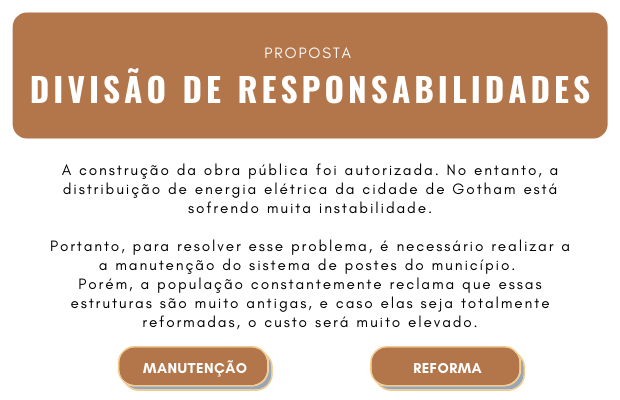 PROPOSTA
DIVISÃO DE RESPONSABILIDADES
A construção da obra pública foi autorizada. No entanto, a
distribuição de energia elétrica da cidade de Gotham está
sofrendo muita instabilidade.
Portanto, para resolver esse problema, é necessário realizar a
a manutenção do sistema de postes do município.
Porém, a população constantemente reclama que essas
estruturas são muito antigas, e caso elas seja totalmente
reformadas, o custo será muito elevado.
MANUTENÇÃO
REFORMA